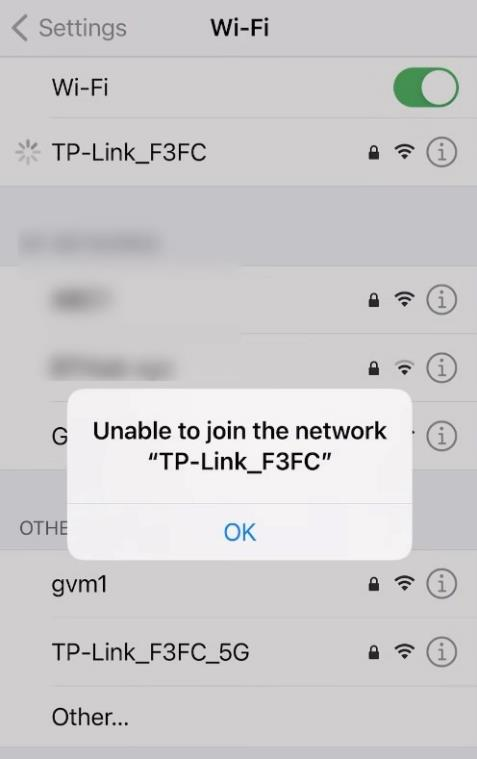 Settings
Wi-Fi
Wi-Fi
TP-Link_F3FC
G
Unable to join the network
“TP-Link_F3FC”
OK
OTHE
gvm1
TP-Link_F3FC_5G
Other...